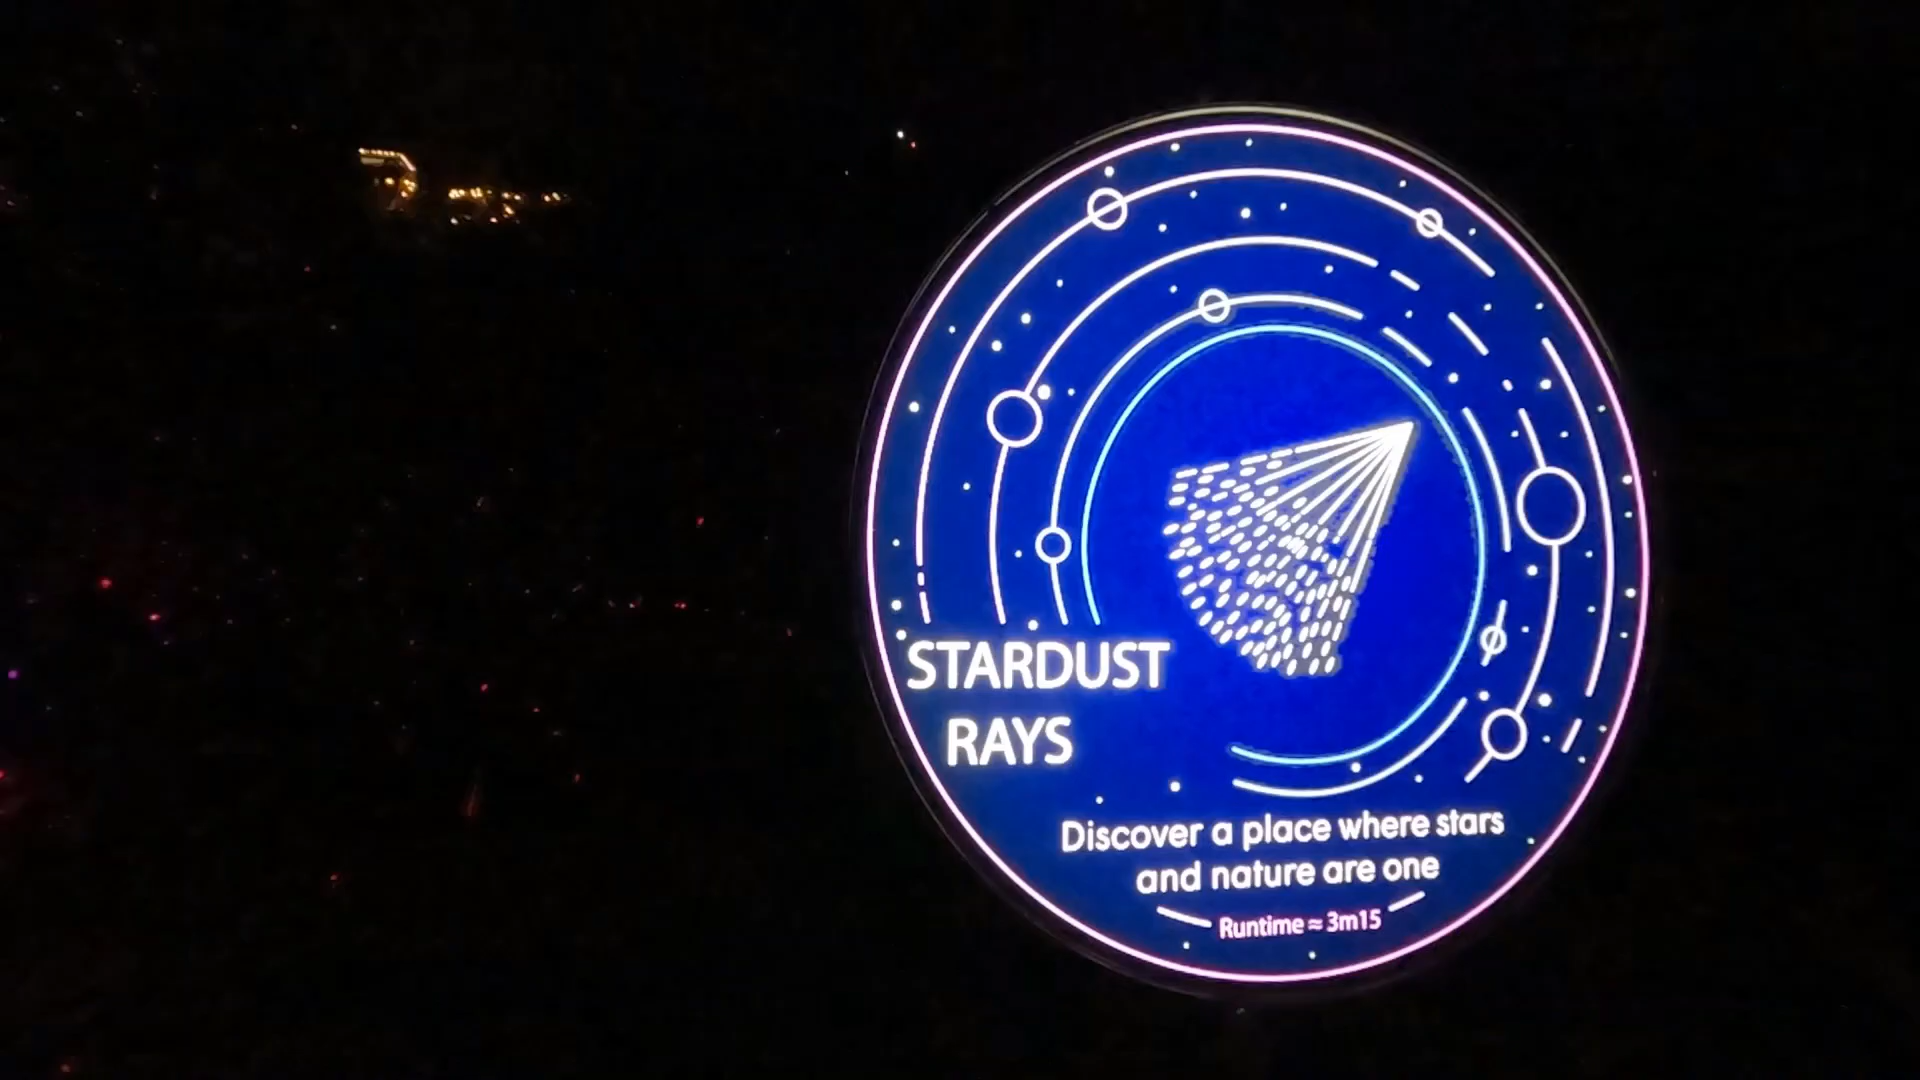 STARDUST
RAYS
Discover a place where stars
and nature are one
Runtime ≈ 3m15